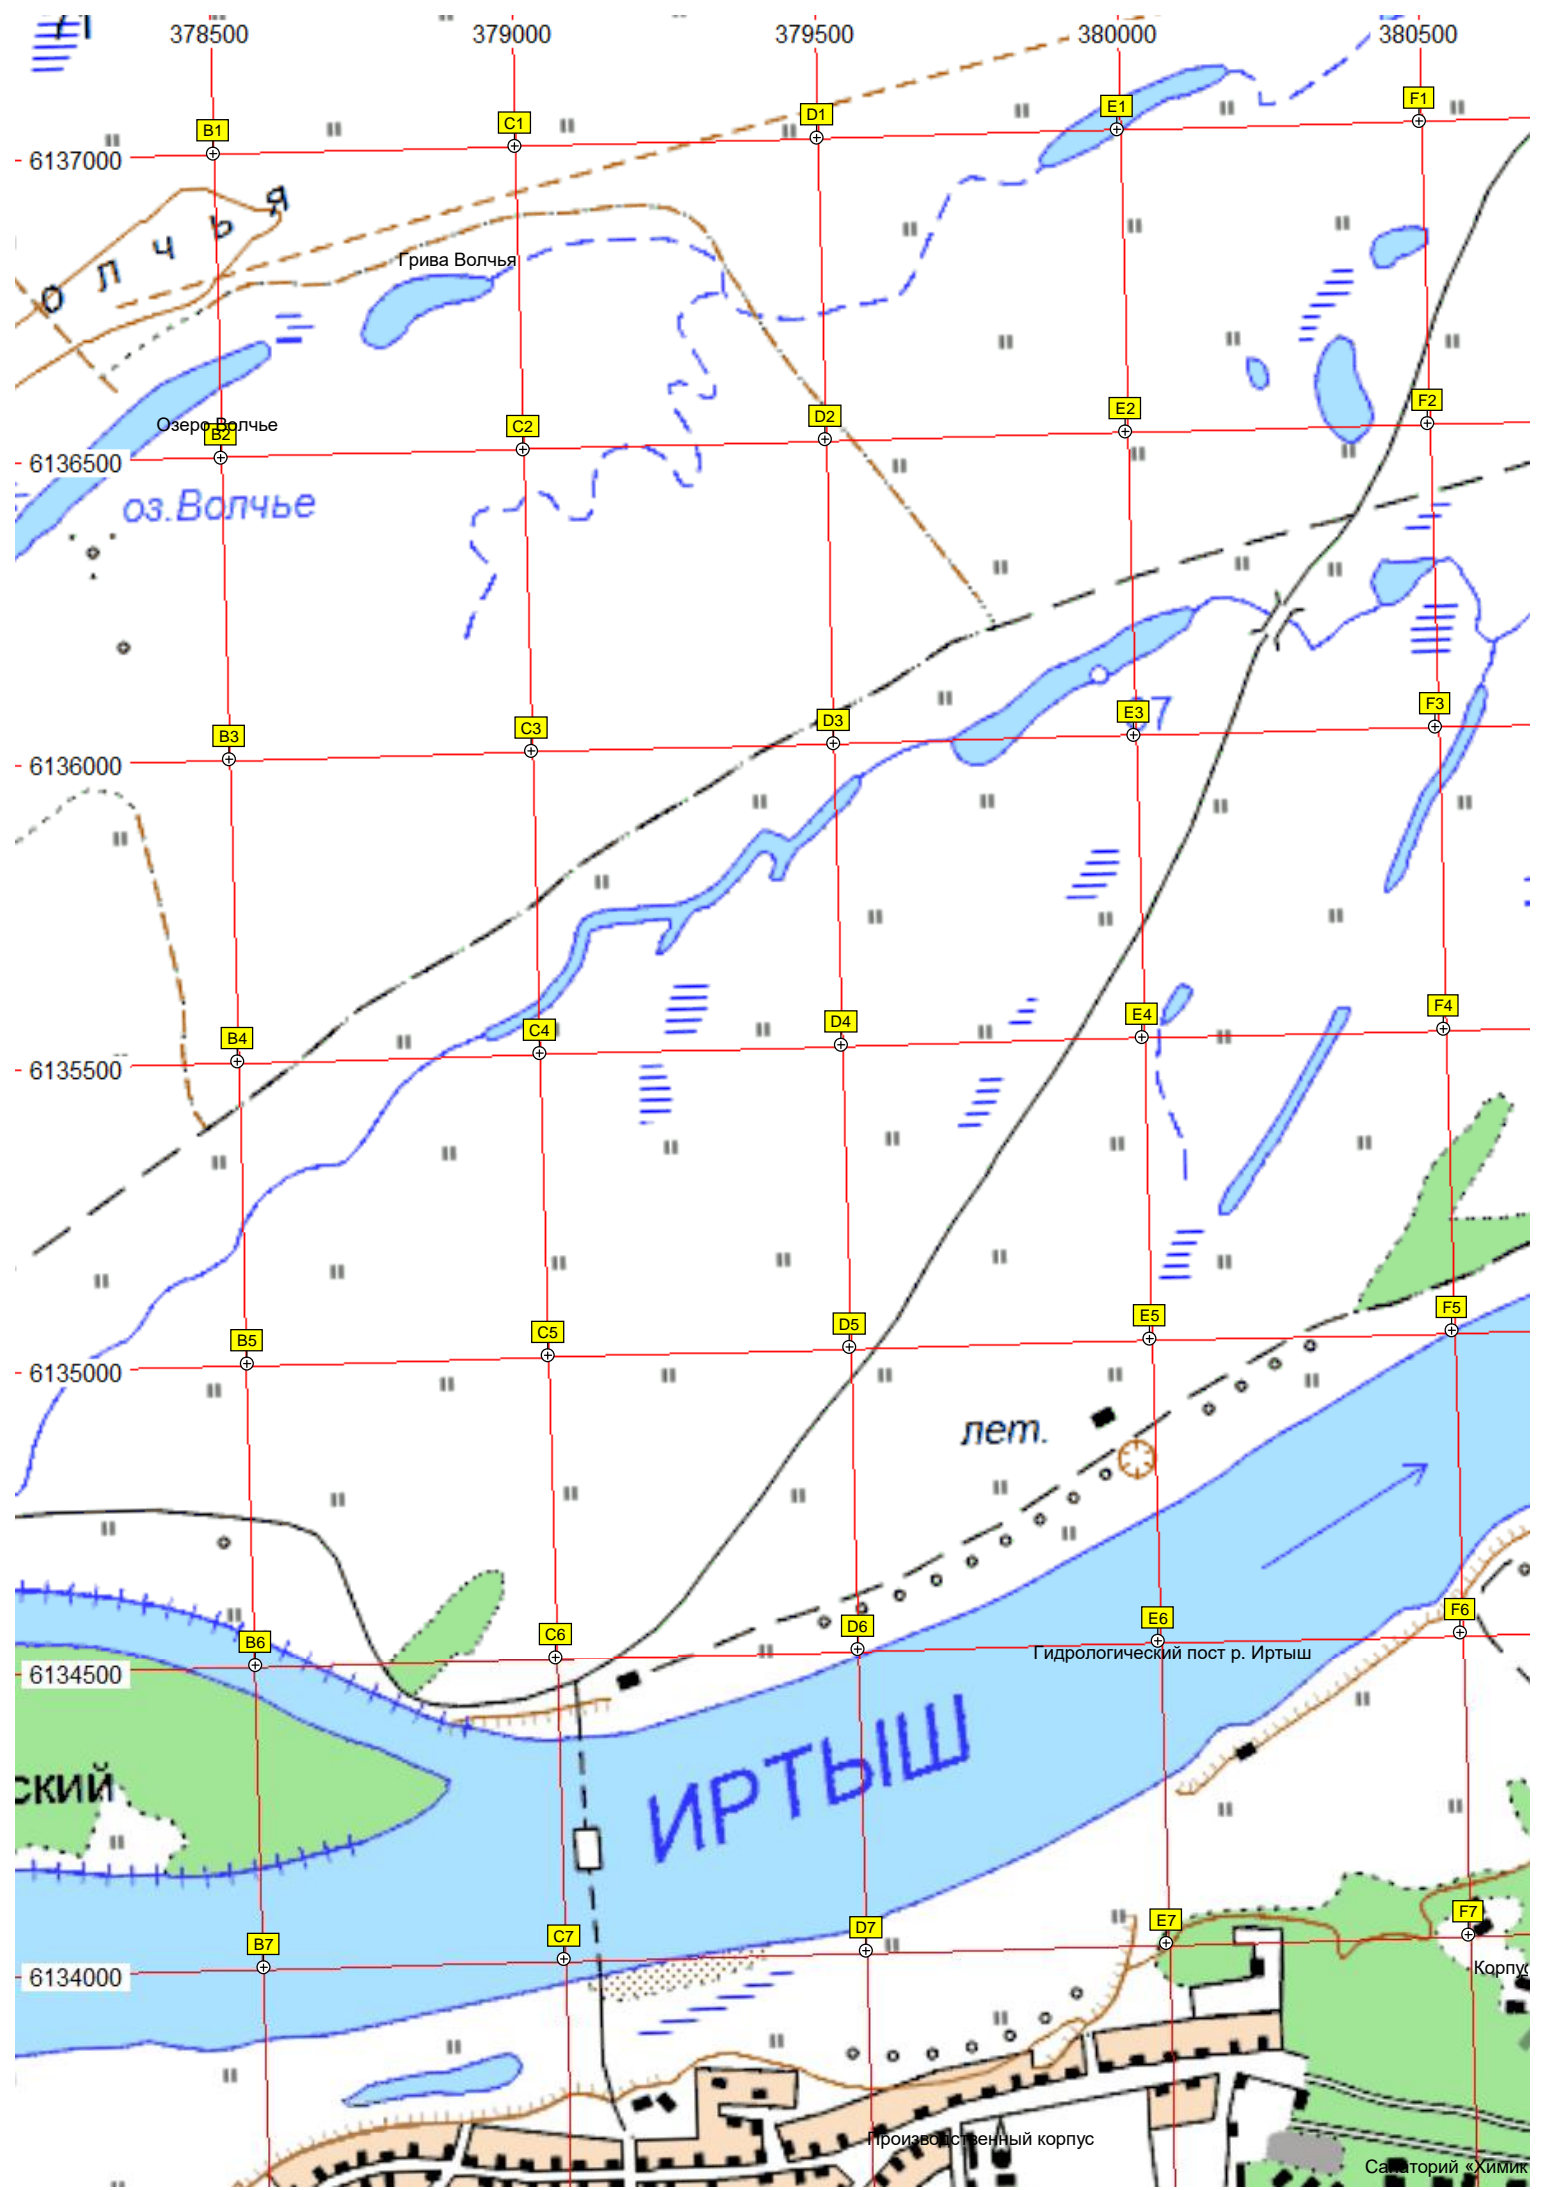 378500 379000 379500 380000 380500
B1 C1 D1 E1 F1
6137000
О Л Ч Ь Я
Грива Волчья
Озеро Волчье
B2 C2 D2 E2 F2
6136500
оз.Волчье
B3 C3 D3 E3 F3
6136000
B4 C4 D4 E4 F4
6135500
B5 C5 D5 E5 F5
6135000
лет.
B6 C6 D6 E6 F6
Гидрологический пост р. Иртыш
6134500
ИРТЫШ
ский
B7 C7 D7 E7 F7
6134000
Корпус
Производственный корпус
Санаторий «Химик